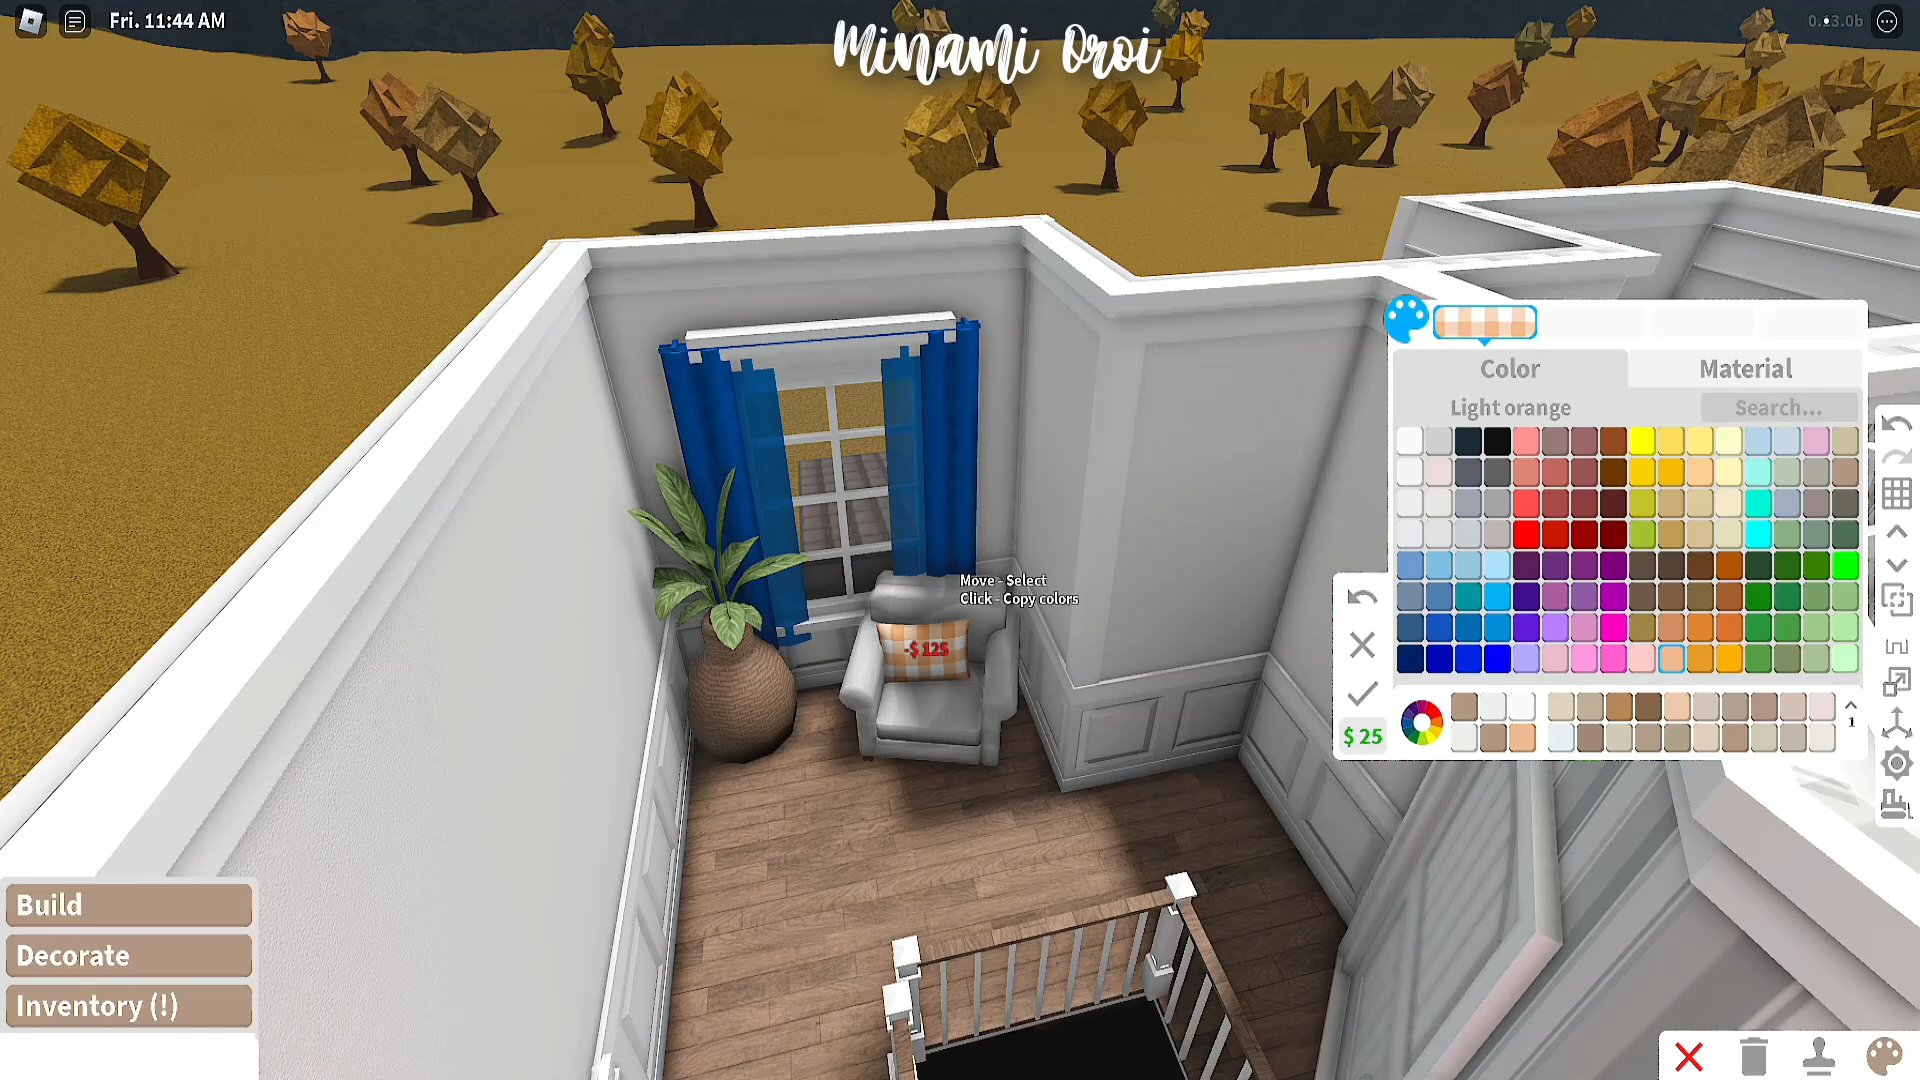 Fri. 11:44 AM
Minami Oroi
0.13.0b
Color
Material
Light orange
Search...
Move - Select
Click - Copy colors
-$125
$ 25
1
Build
Decorate
Inventory (!)